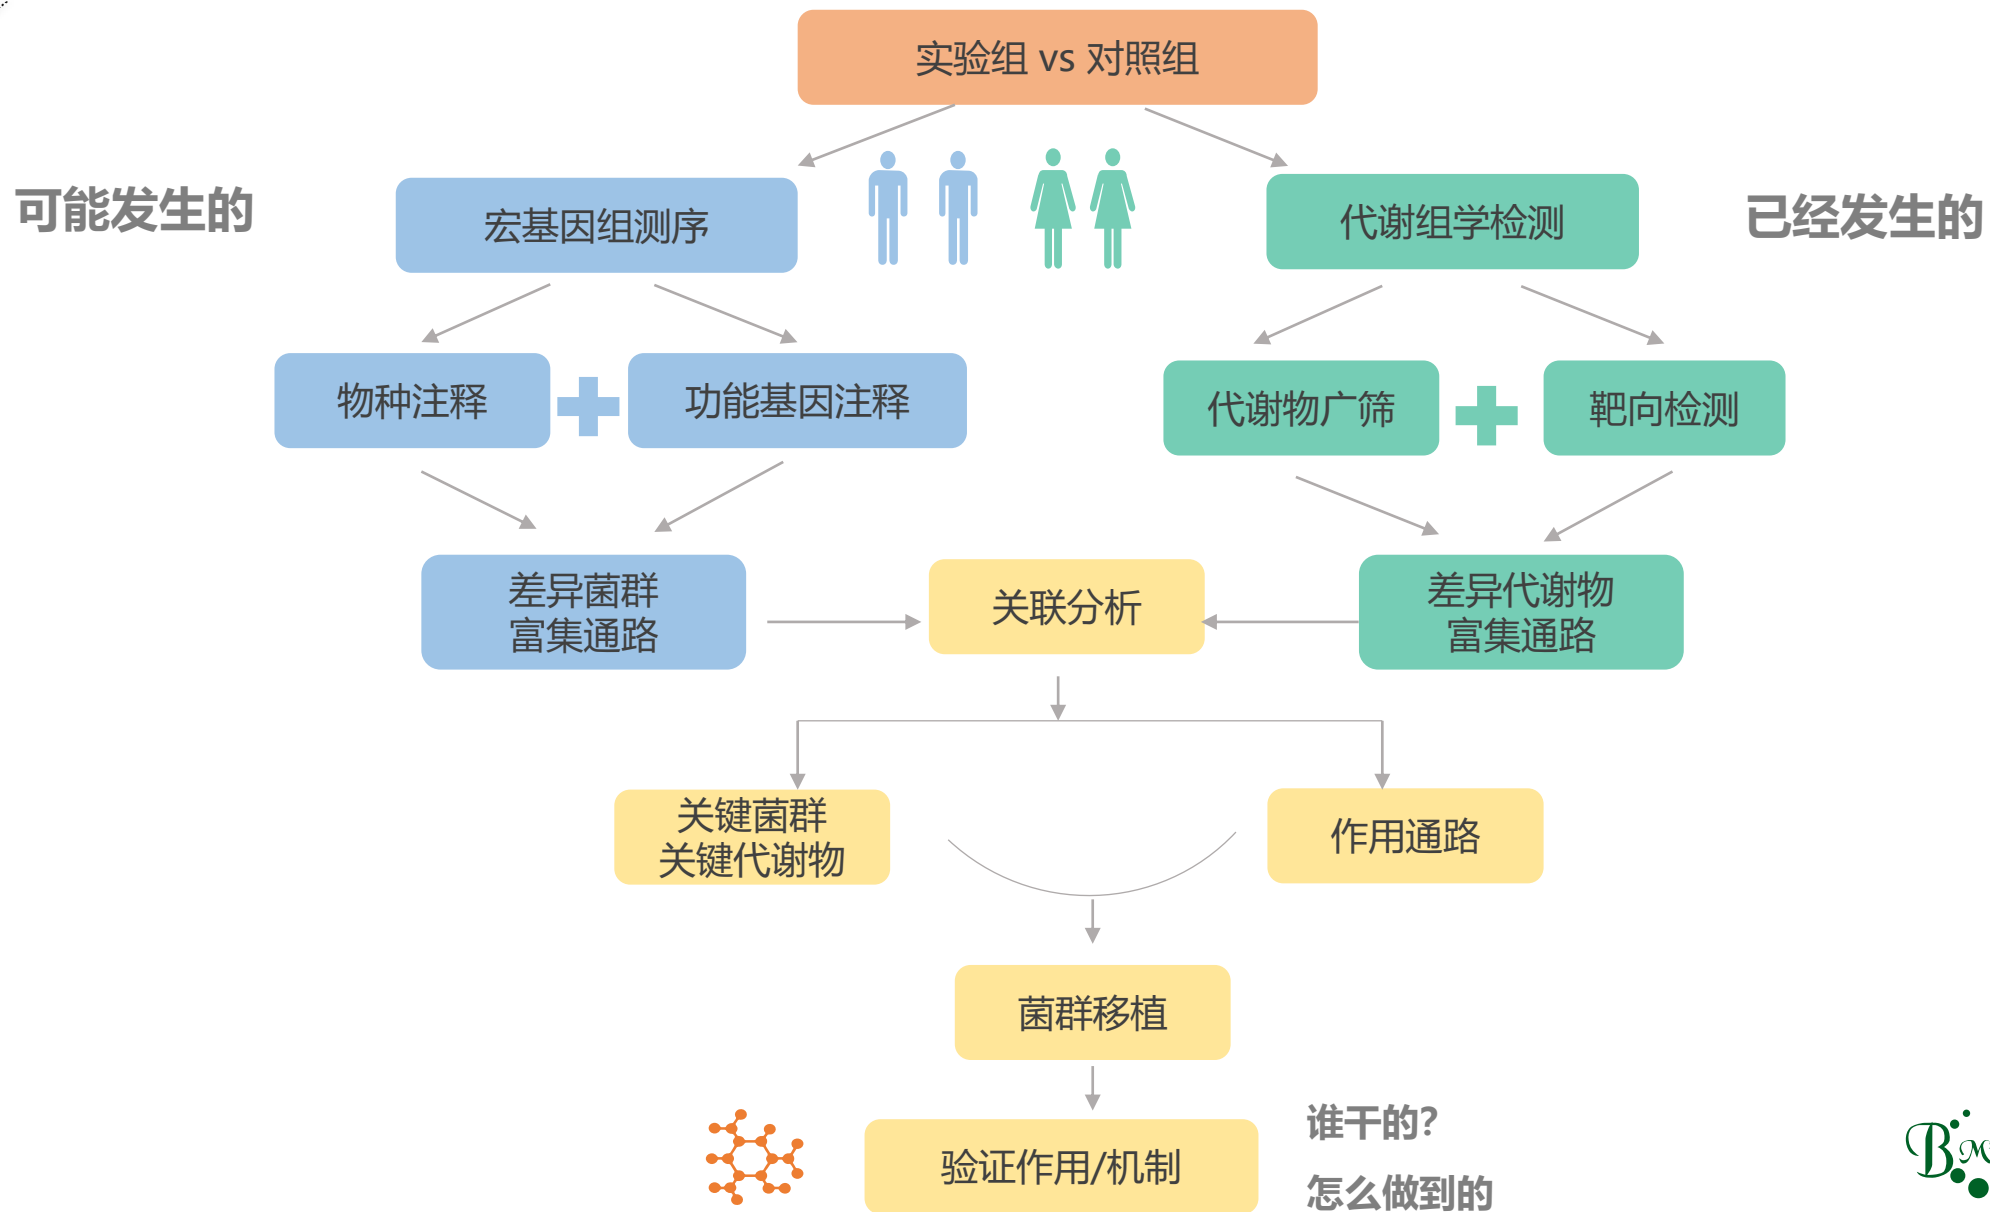 实验组 vs 对照组
可能发生的
宏基因组测序
代谢组学检测
已经发生的
物种注释
功能基因注释
代谢物广筛
靶向检测
差异菌群
富集通路
关联分析
差异代谢物
富集通路
关键菌群
关键代谢物
作用通路
菌群移植
验证作用/机制
谁干的?
怎么做到的
BM